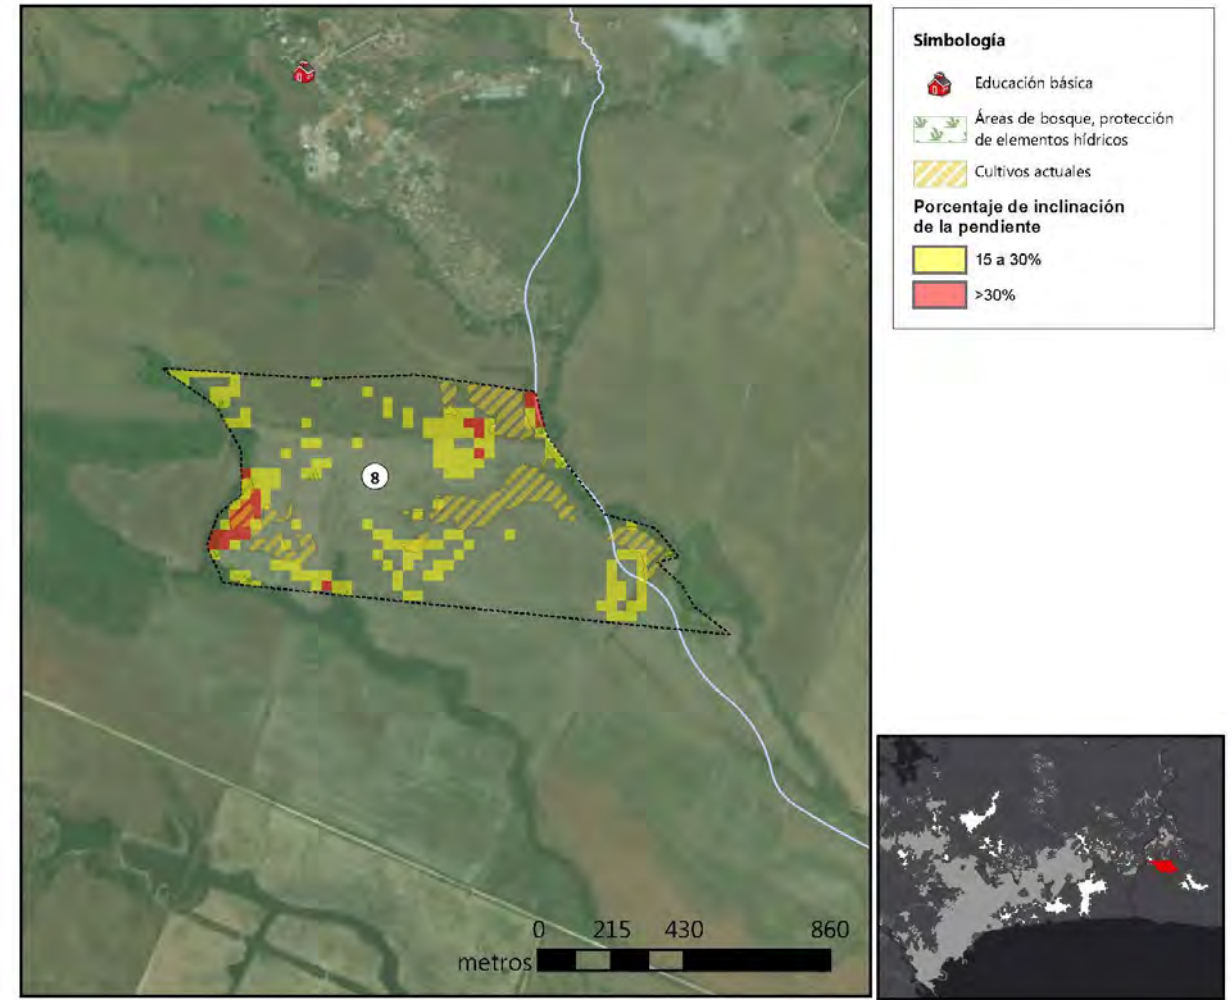 Simbología
Educación básica
Áreas de bosque, protección
de elementos hídricos
Cultivos actuales
Porcentaje de inclinación
de la pendiente
15 a 30%
>30%
8
0 215 430 860
metros